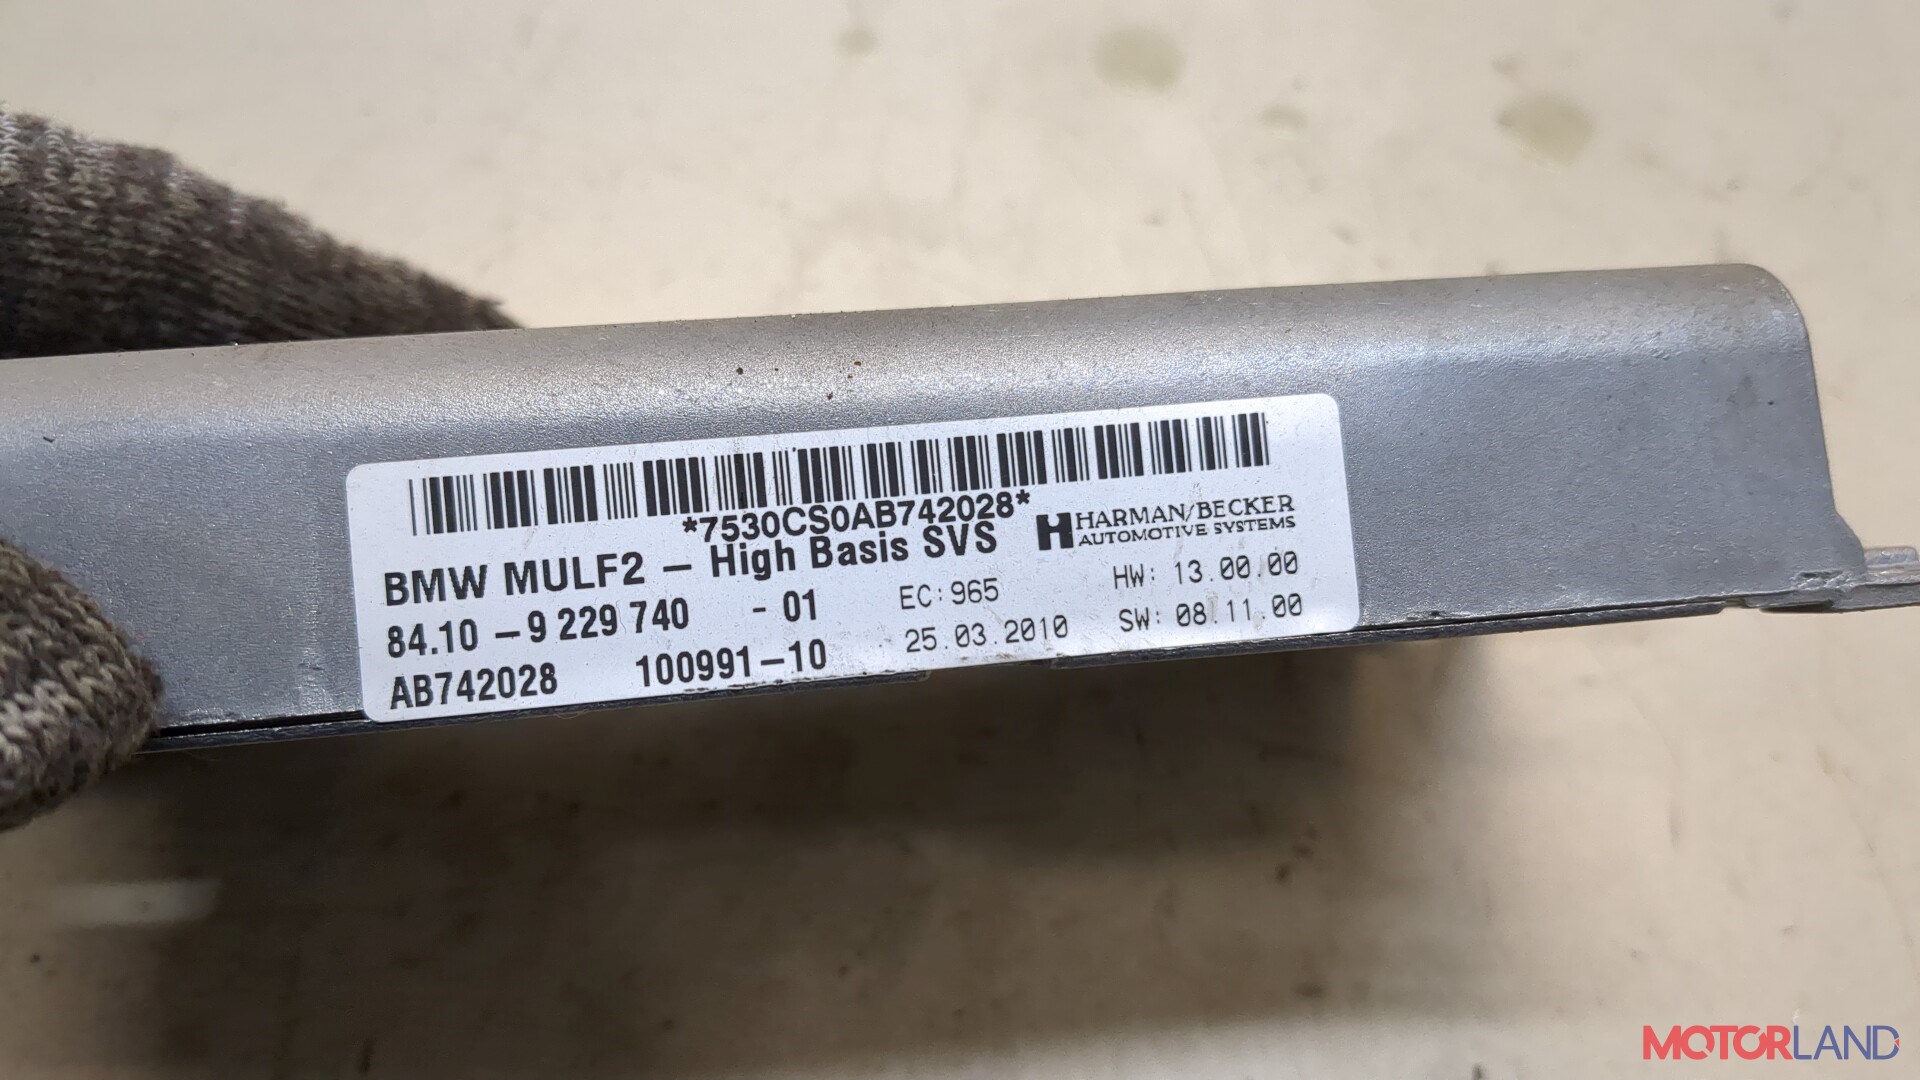 *7530CS0AB742028*
BMW MULF2 – High Basis SVS
HARMAN/BECKER
AUTOMOTIVE SYSTEMS
84.10 – 9 229 740 - 01
EC:965
HW: 13.00.00
AB742028 100991–10
25.03.2010
SW: 08.11.00
MOTORLAND